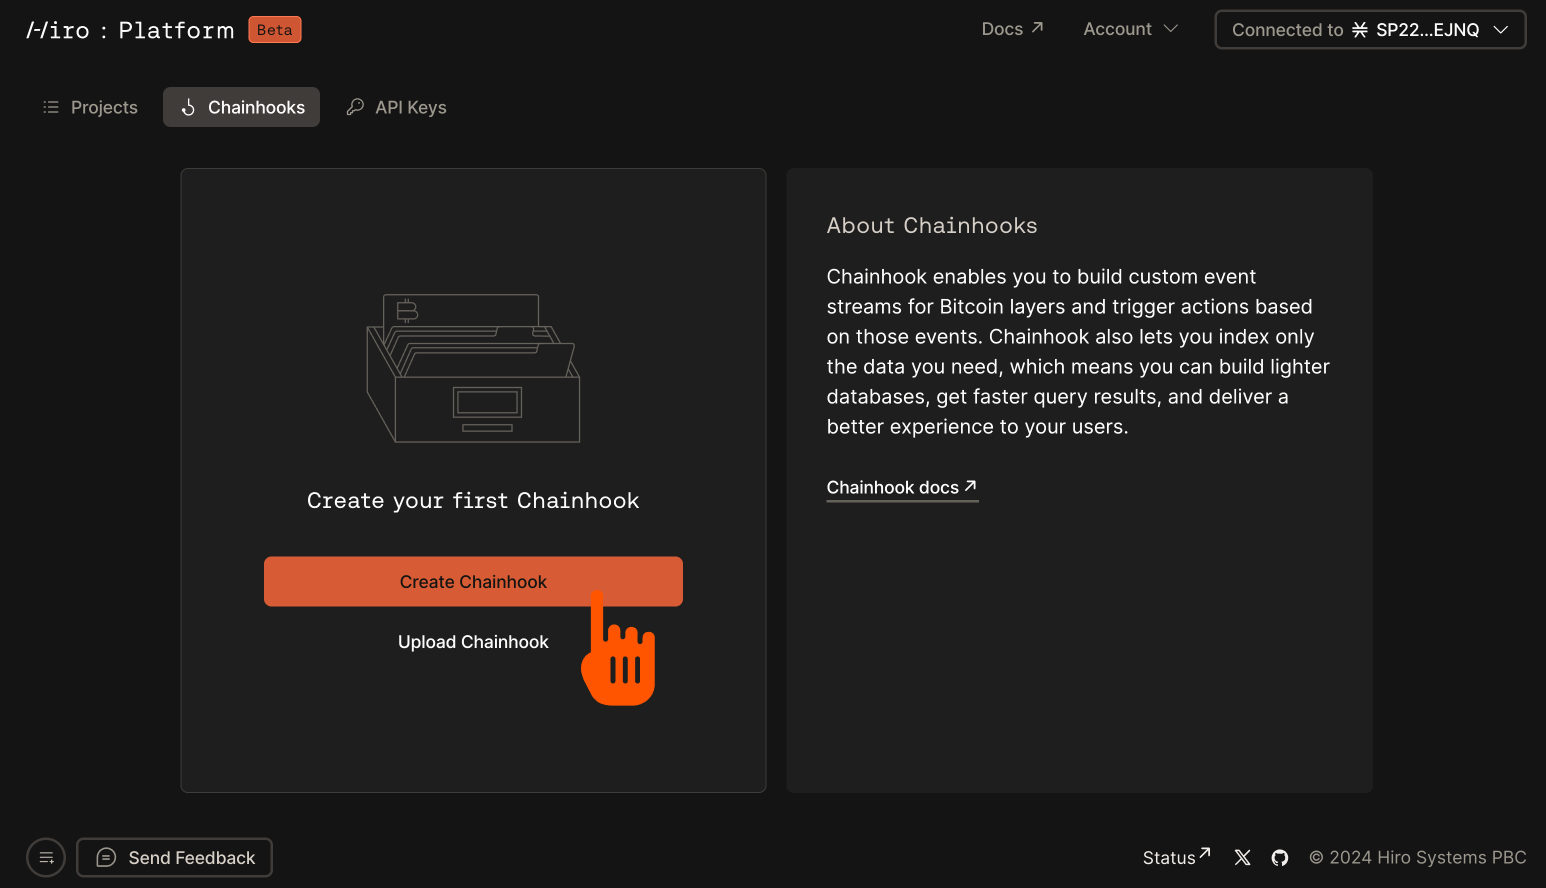 Hiro : Platform Beta
Docs ↗ Account Connected to SP22...EJNQ
Projects Chainhooks API Keys
Create your first Chainhook
Create Chainhook
Upload Chainhook
About Chainhooks
Chainhook enables you to build custom event
streams for Bitcoin layers and trigger actions based
on those events. Chainhook also lets you index only
the data you need, which means you can build lighter
databases, get faster query results, and deliver a
better experience to your users.
Chainhook docs ↗
Send Feedback
Status↗ © 2024 Hiro Systems PBC